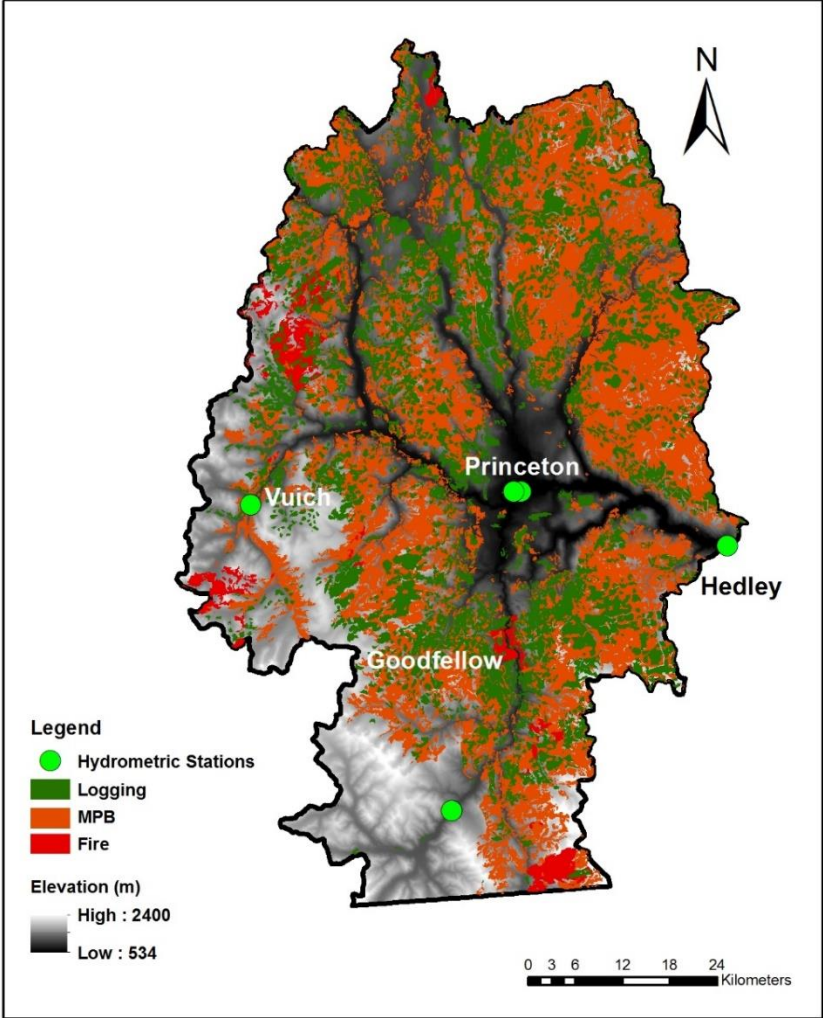 N
Princeton
Vuich
Hedley
Goodfellow
Legend
Hydrometric Stations
Logging
MPB
Fire
Elevation (m)
High : 2400
Low : 534
0 3 6 12 18 24
Kilometers